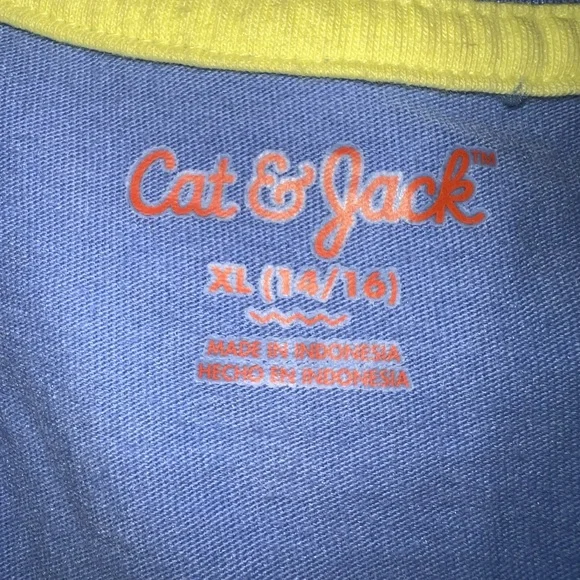 Cat & Jack™
XL (14/16)
MADE IN INDONESIA
HECHO EN INDONESIA